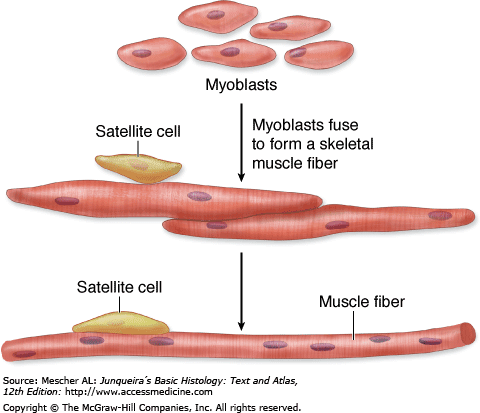 Myoblasts
Satellite cell
Myoblasts fuse
to form a skeletal
muscle fiber
Satellite cell
Muscle fiber
Source: Mescher AL: Junqueira´s Basic Histology: Text and Atlas,
12th Edition: http://www.accessmedicine.com
Copyright © The McGraw-Hill Companies, Inc. All rights reserved.